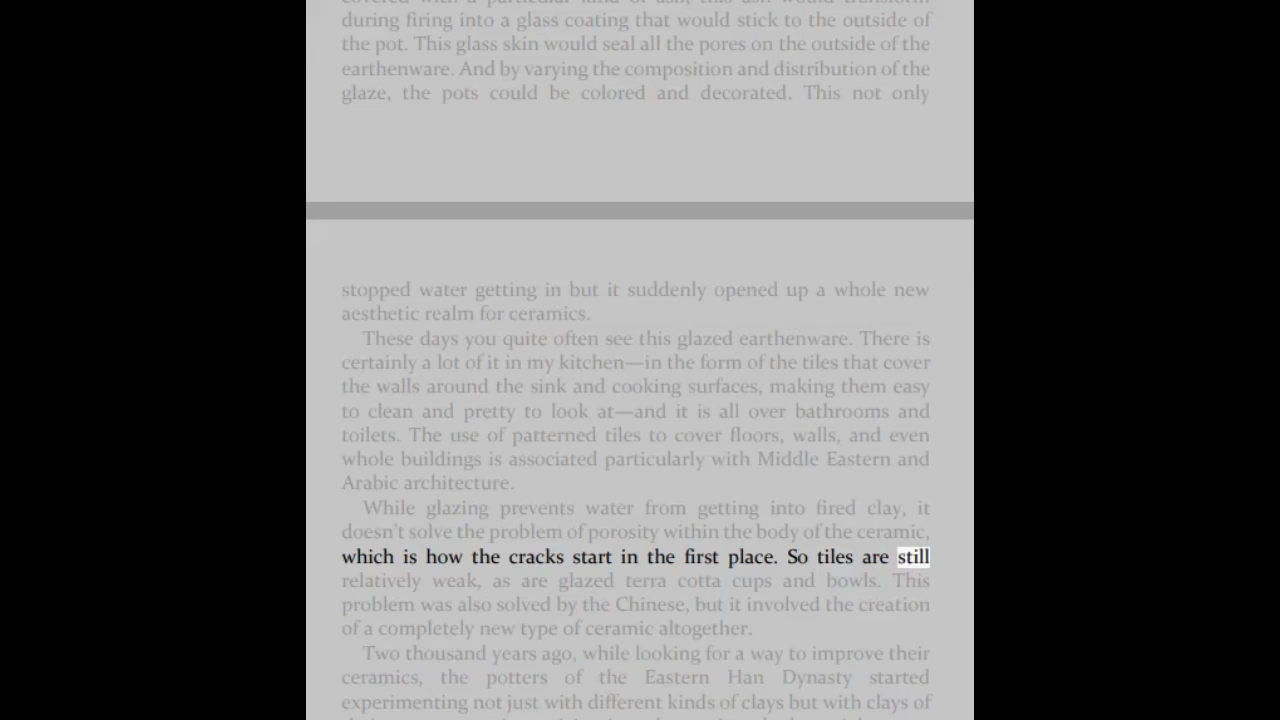 covered with a particular kind of ash, this ash would transform
during firing into a glass coating that would stick to the outside of
the pot. This glass skin would seal all the pores on the outside of the
earthenware. And by varying the composition and distribution of the
glaze, the pots could be colored and decorated. This not only
stopped water getting in but it suddenly opened up a whole new
aesthetic realm for ceramics.
These days you quite often see this glazed earthenware. There is
certainly a lot of it in my kitchen—in the form of the tiles that cover
the walls around the sink and cooking surfaces, making them easy
to clean and pretty to look at—and it is all over bathrooms and
toilets. The use of patterned tiles to cover floors, walls, and even
whole buildings is associated particularly with Middle Eastern and
Arabic architecture.
While glazing prevents water from getting into fired clay, it
doesn't solve the problem of porosity within the body of the ceramic,
which is how the cracks start in the first place. So tiles are still
relatively weak, as are glazed terra cotta cups and bowls. This
problem was also solved by the Chinese, but it involved the creation
of a completely new type of ceramic altogether.
Two thousand years ago, while looking for a way to improve their
ceramics, the potters of the Eastern Han Dynasty started
experimenting not just with different kinds of clays but with clays of